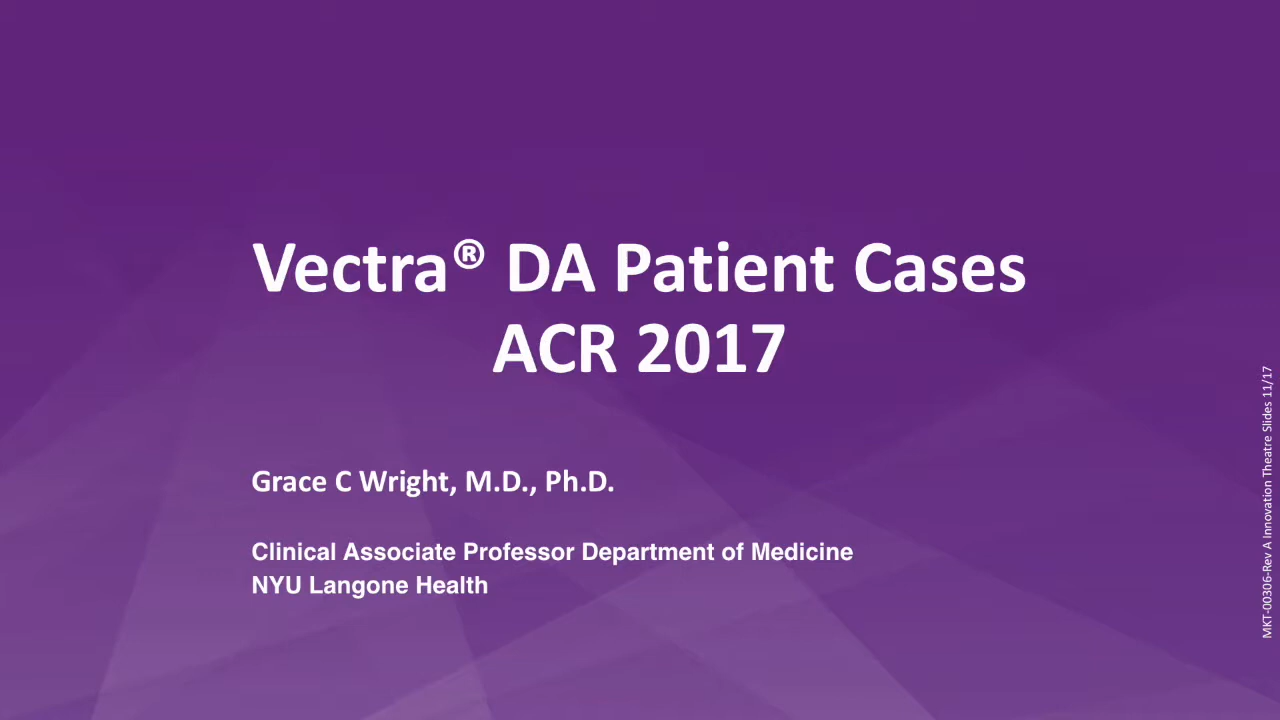 Vectra® DA Patient Cases
ACR 2017
Grace C Wright, M.D., Ph.D.
Clinical Associate Professor Department of Medicine
NYU Langone Health
MKT-00306-Rev A Innovation Theatre Slides 11/17